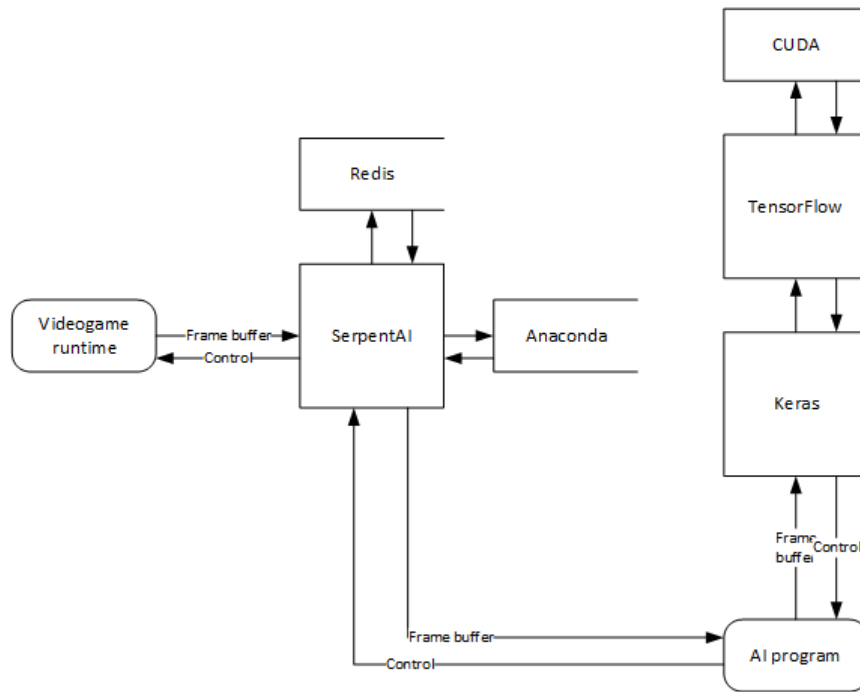 CUDA
Redis
TensorFlow
Videogame
runtime
Frame buffer
Control
SerpentAI
Anaconda
Keras
Frame
buffer
Control
Frame buffer
Control
AI program